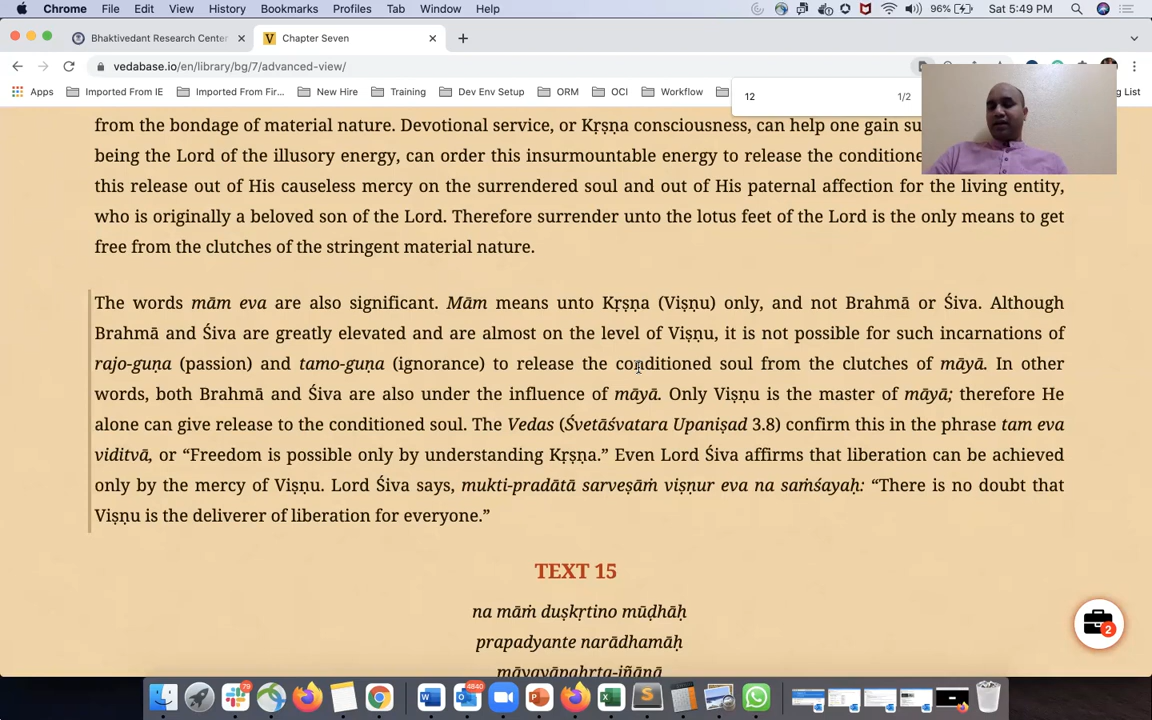 Chrome File Edit View History Bookmarks Profiles Tab Window Help 96% Sat 5:49 PM
Bhaktivedant Research Center Chapter Seven
vedabase.io/en/library/bg/7/advanced-view/
Apps Imported From IE Imported From Fir... New Hire Training Dev Env Setup ORM OCI Workflow ng List
12 1/2
from the bondage of material nature. Devotional service, or Kṛṣṇa consciousness, can help one gain su
being the Lord of the illusory energy, can order this insurmountable energy to release the conditione
this release out of His causeless mercy on the surrendered soul and out of His paternal affection for the living entity,
who is originally a beloved son of the Lord. Therefore surrender unto the lotus feet of the Lord is the only means to get
free from the clutches of the stringent material nature.
The words mām eva are also significant. Mām means unto Kṛṣṇa (Viṣṇu) only, and not Brahmā or Śiva. Although
Brahmā and Śiva are greatly elevated and are almost on the level of Viṣṇu, it is not possible for such incarnations of
rajo-guṇa (passion) and tamo-guṇa (ignorance) to release the conditioned soul from the clutches of māyā. In other
words, both Brahmā and Śiva are also under the influence of māyā. Only Viṣṇu is the master of māyā; therefore He
alone can give release to the conditioned soul. The Vedas (Śvetāśvatara Upaniṣad 3.8) confirm this in the phrase tam eva
viditvā, or “Freedom is possible only by understanding Kṛṣṇa.” Even Lord Śiva affirms that liberation can be achieved
only by the mercy of Viṣṇu. Lord Śiva says, mukti-pradātā sarveṣāṁ viṣṇur eva na saṁśayaḥ: “There is no doubt that
Viṣṇu is the deliverer of liberation for everyone.”
TEXT 15
na māṁ duṣkṛtino mūḍhāḥ
prapadyante narādhamāḥ
māyayāpahṛta-jñānā
2
79 4840